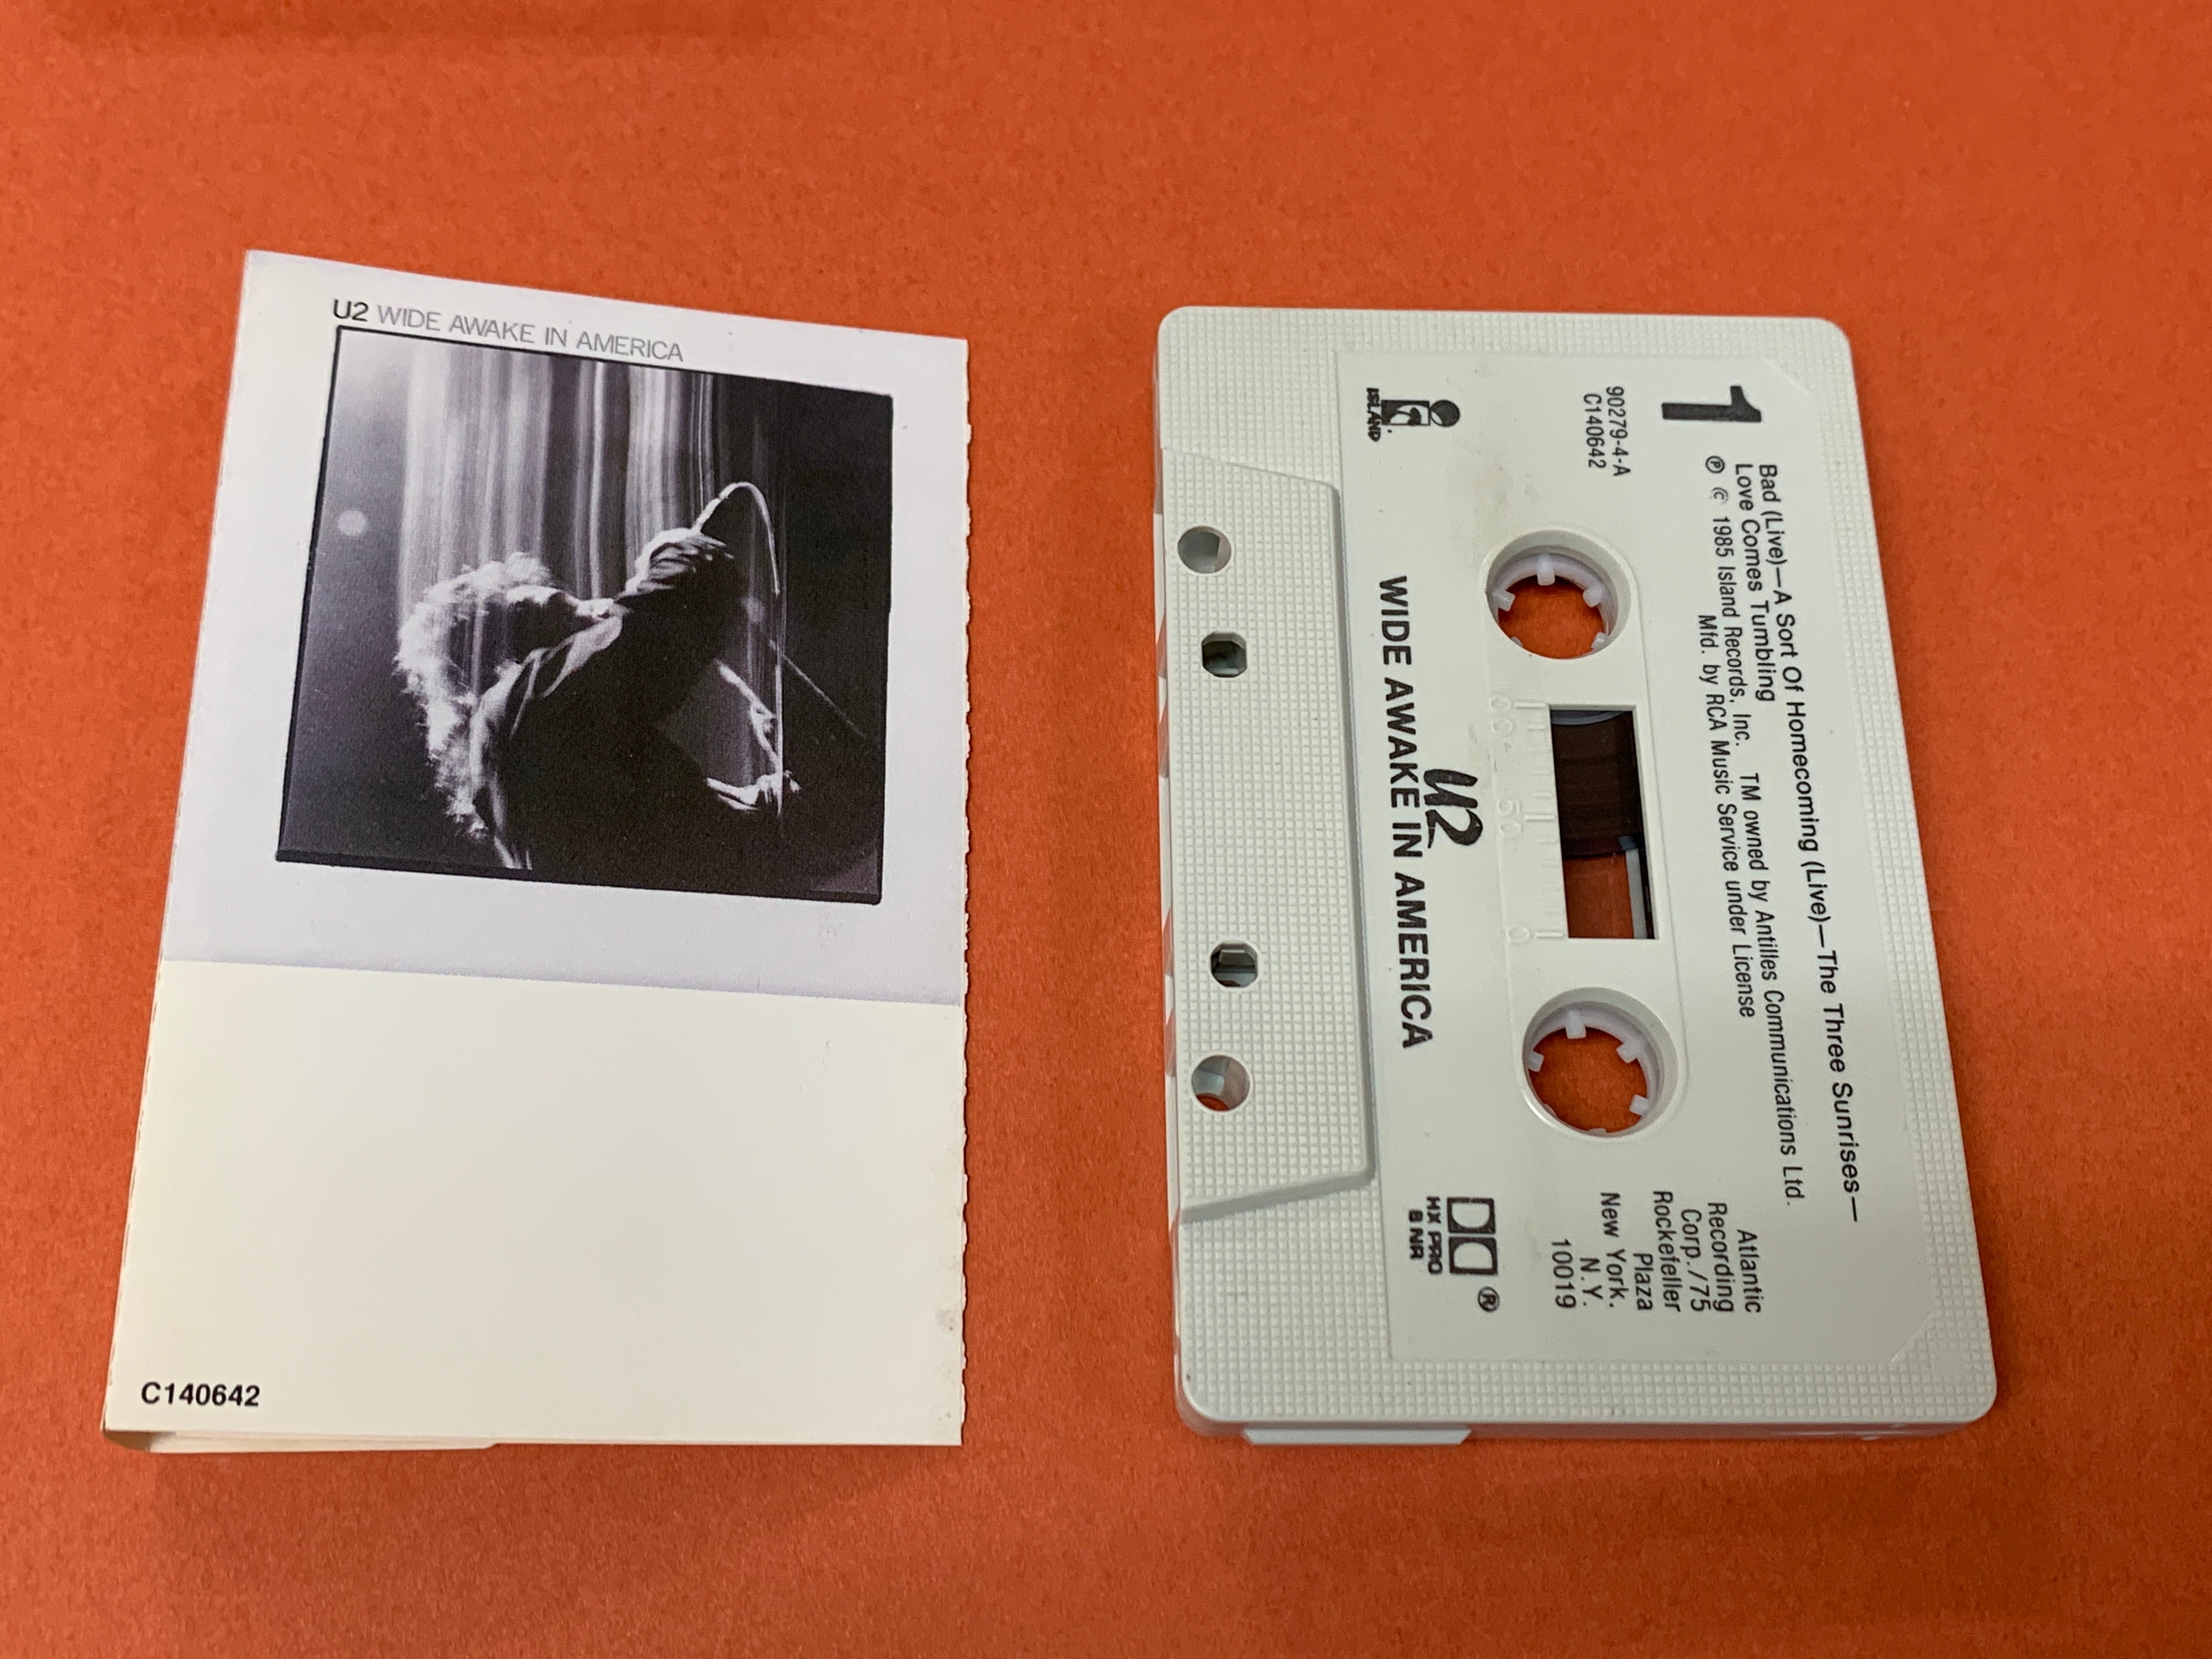 U2 WIDE AWAKE IN AMERICA
C140642
1
Bad (Live)—A Sort Of Homecoming (Live)—The Three Sunrises—
Love Comes Tumbling
℗ © 1985 Island Records, Inc. TM owned by Antilles Communications Ltd.
Mfd. by RCA Music Service under License
90279-4-A
C140642
ISLAND
100 50 0
Atlantic
Recording
Corp./75
Rockefeller
Plaza
New York.
N.Y.
10019
U2
WIDE AWAKE IN AMERICA
®
HX PRO
B NR